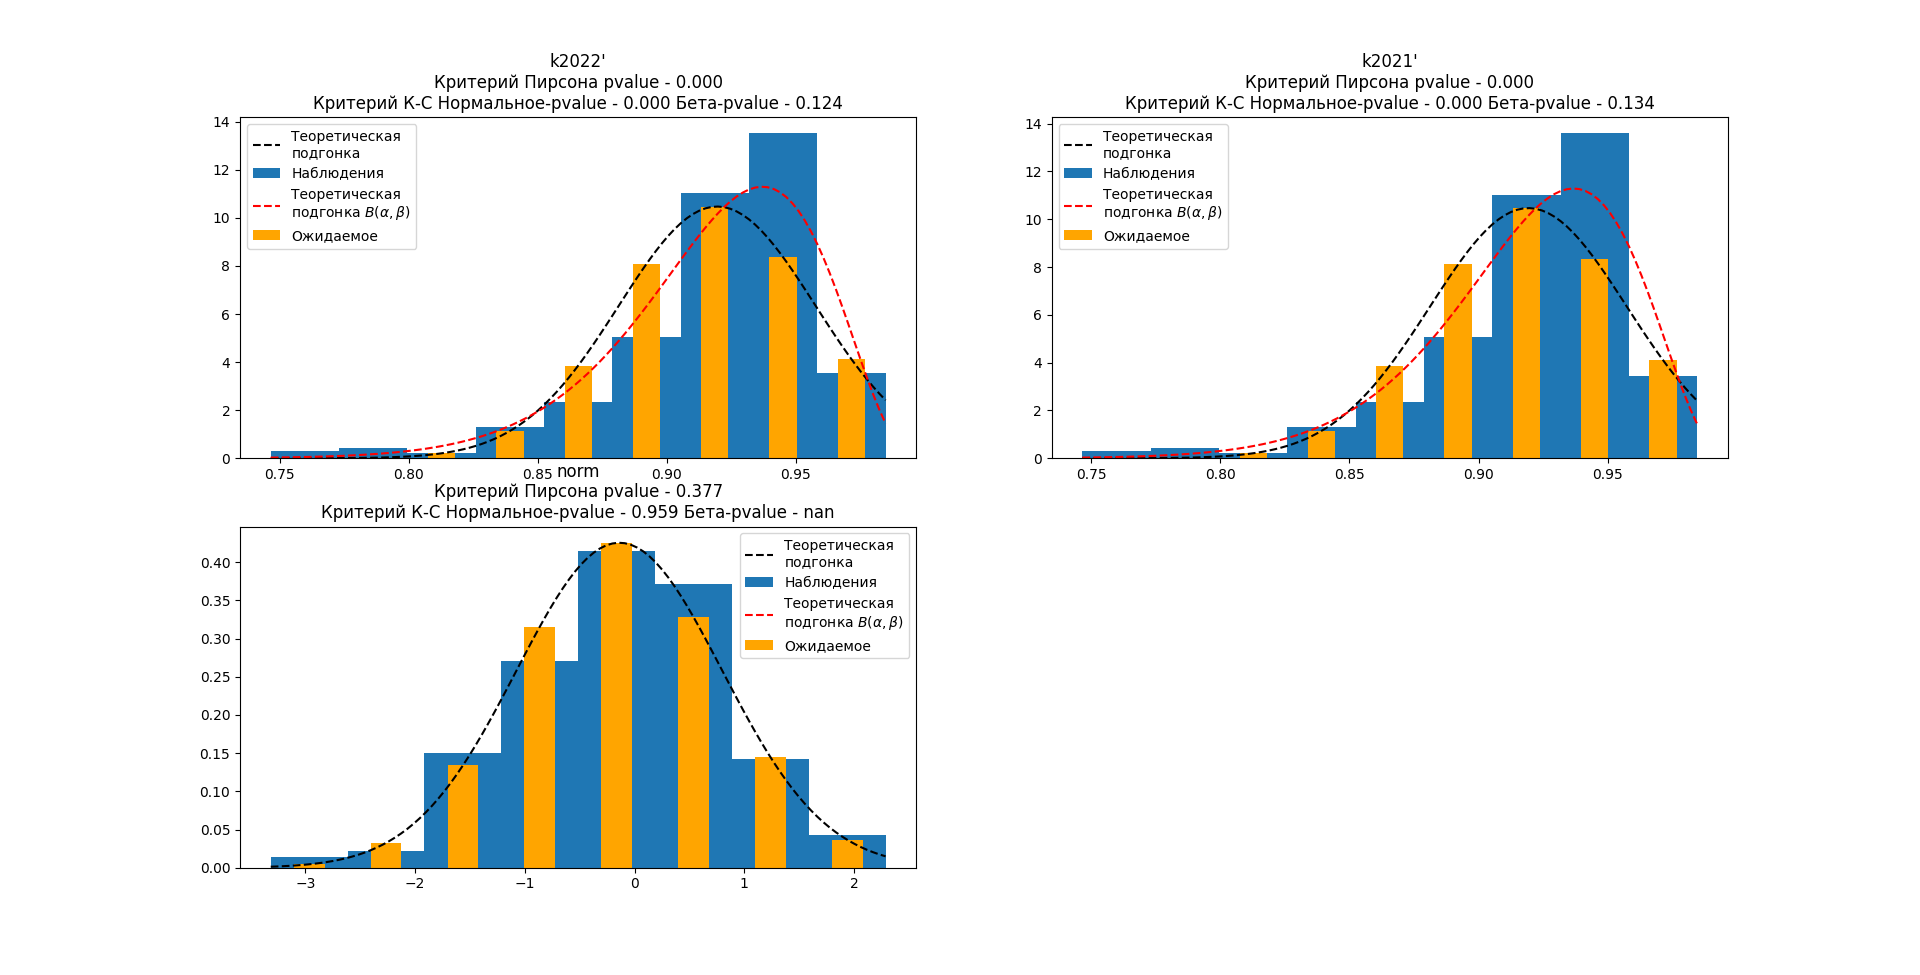 k2022'
Критерий Пирсона pvalue - 0.000
Критерий К-С Нормальное-pvalue - 0.000 Бета-pvalue - 0.124
14
12
10
8
6
4
2
0
Теоретическая
подгонка
Наблюдения
Теоретическая
подгонка B(α, β)
Ожидаемое
0.75
0.80
0.85
0.90
0.95
k2021'
Критерий Пирсона pvalue - 0.000
Критерий К-С Нормальное-pvalue - 0.000 Бета-pvalue - 0.134
14
12
10
8
6
4
2
0
Теоретическая
подгонка
Наблюдения
Теоретическая
подгонка B(α, β)
Ожидаемое
0.75
0.80
0.85
0.90
0.95
norm
Критерий Пирсона pvalue - 0.377
Критерий К-С Нормальное-pvalue - 0.959 Бета-pvalue - nan
0.40
0.35
0.30
0.25
0.20
0.15
0.10
0.05
0.00
Теоретическая
подгонка
Наблюдения
Теоретическая
подгонка B(α, β)
Ожидаемое
−3
−2
−1
0
1
2